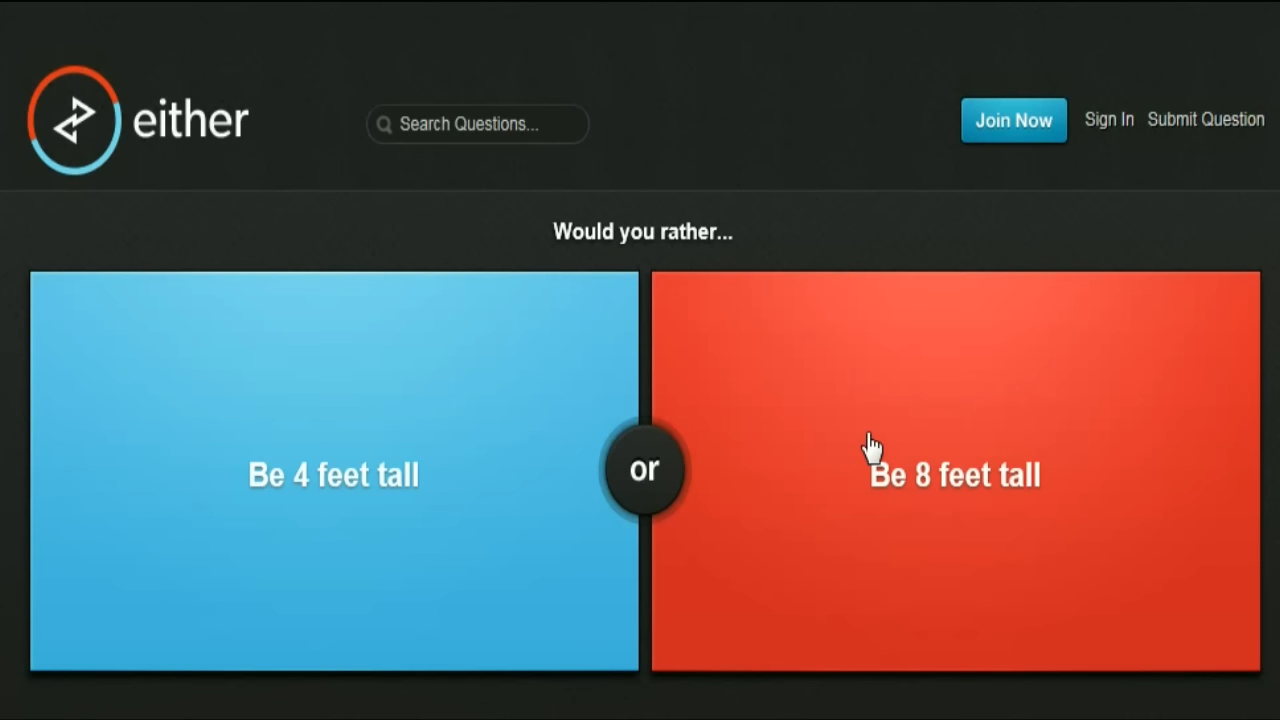 either
Search Questions...
Join Now
Sign In
Submit Question
Would you rather...
Be 4 feet tall
or
Be 8 feet tall